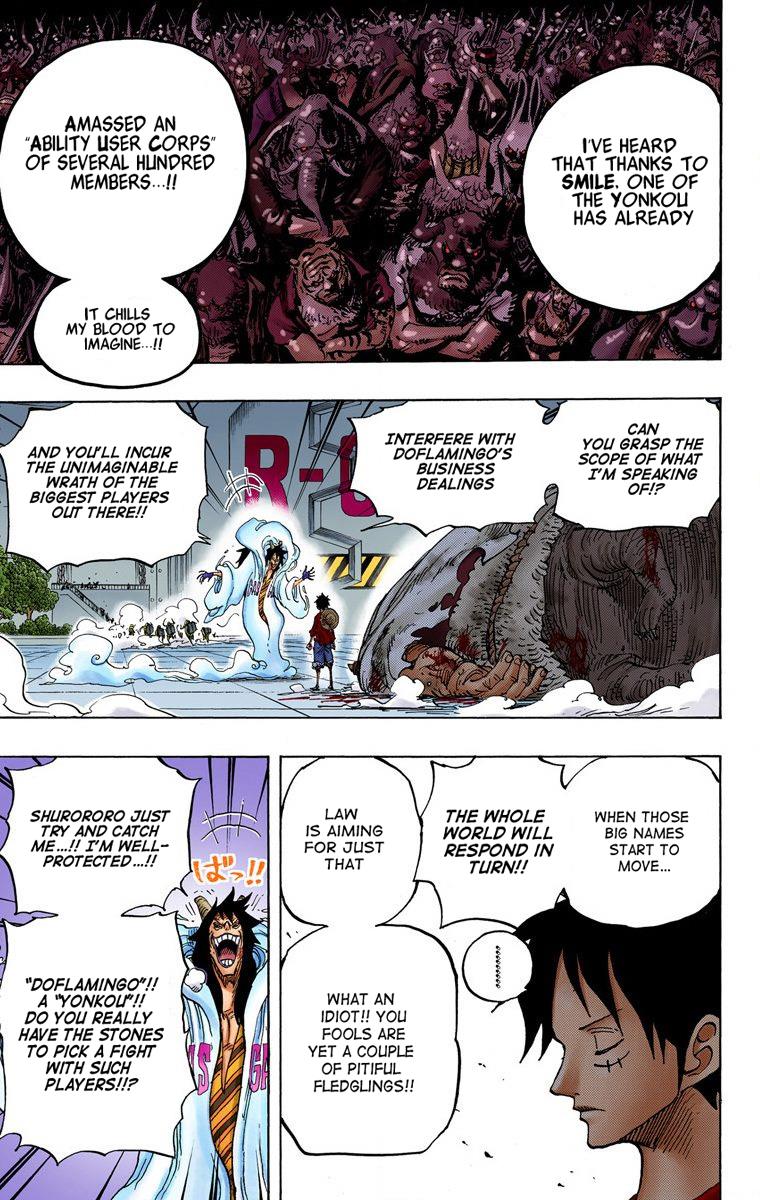 I'VE HEARD
THAT THANKS TO
SMILE, ONE OF
THE YONKOU
HAS ALREADY
AMASSED AN
"ABILITY USER CORPS"
OF SEVERAL HUNDRED
MEMBERS...!!
IT CHILLS
MY BLOOD TO
IMAGINE...!!
CAN
YOU GRASP THE
SCOPE OF WHAT
I'M SPEAKING
OF!?
INTERFERE WITH
DOFLAMINGO'S
BUSINESS
DEALINGS
AND YOU'LL INCUR
THE UNIMAGINABLE
WRATH OF THE
BIGGEST PLAYERS
OUT THERE!!
R-
WHEN THOSE
BIG NAMES
START TO
MOVE...
THE WHOLE
WORLD WILL
RESPOND IN
TURN!!
LAW
IS AIMING
FOR JUST
THAT
WHAT AN
IDIOT!! YOU
FOOLS ARE
YET A COUPLE
OF PITIFUL
FLEDGLINGS!!
..........
SHURORORO JUST
TRY AND CATCH
ME...!! I'M WELL-
PROTECTED...!!
ばっ!!
"DOFLAMINGO"!!
A "YONKOU"!!
DO YOU REALLY
HAVE THE STONES
TO PICK A FIGHT
WITH SUCH
PLAYERS!!?
S GA